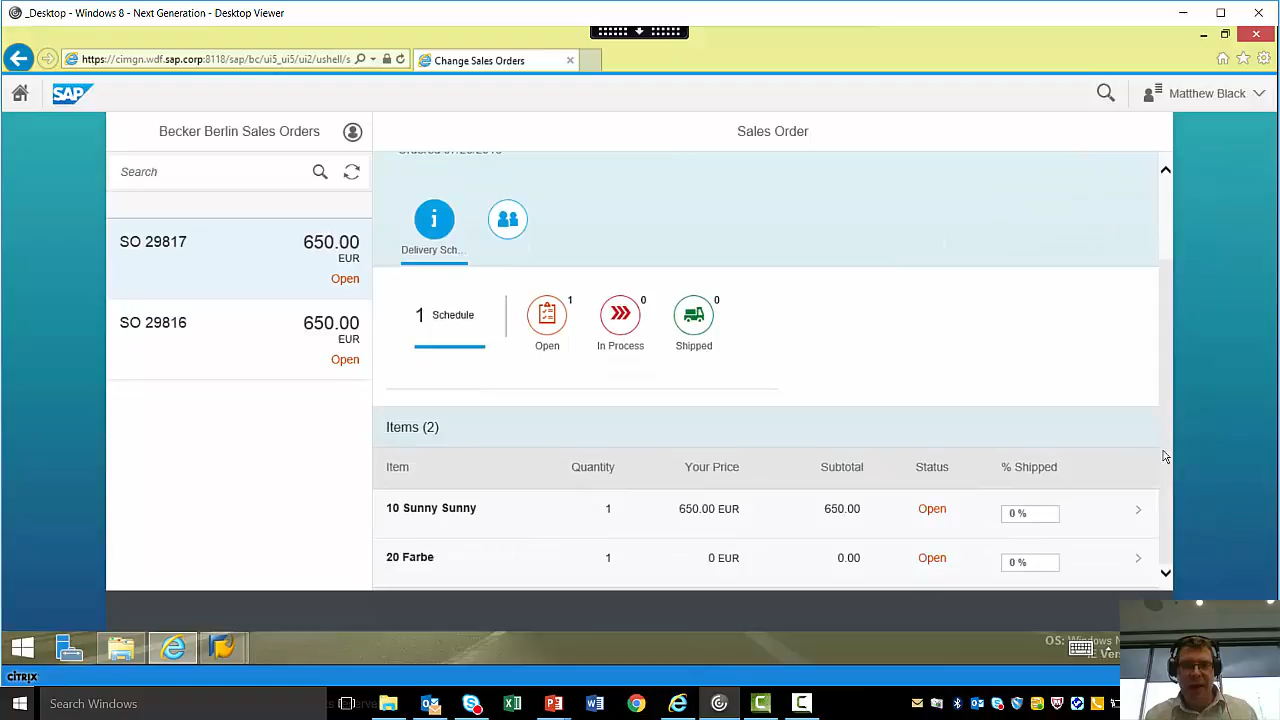 _Desktop - Windows 8 - Next Generation - Desktop Viewer
https://cimgn.wdf.sap.corp:8118/sap/bc/ui5_ui5/ui2/ushell/s
Change Sales Orders
SAP
Matthew Black
Becker Berlin Sales Orders
Sales Order
Search
SO 29817
650.00
EUR
Open
SO 29816
650.00
EUR
Open
Delivery Sch...
1 Schedule
1
Open
0
In Process
0
Shipped
Items (2)
Item Quantity Your Price Subtotal Status % Shipped
10 Sunny Sunny 1 650.00 EUR 650.00 Open 0 %
20 Farbe 1 0 EUR 0.00 Open 0 %
OS: Windows
IE Ver
CITRIX
Search Windows